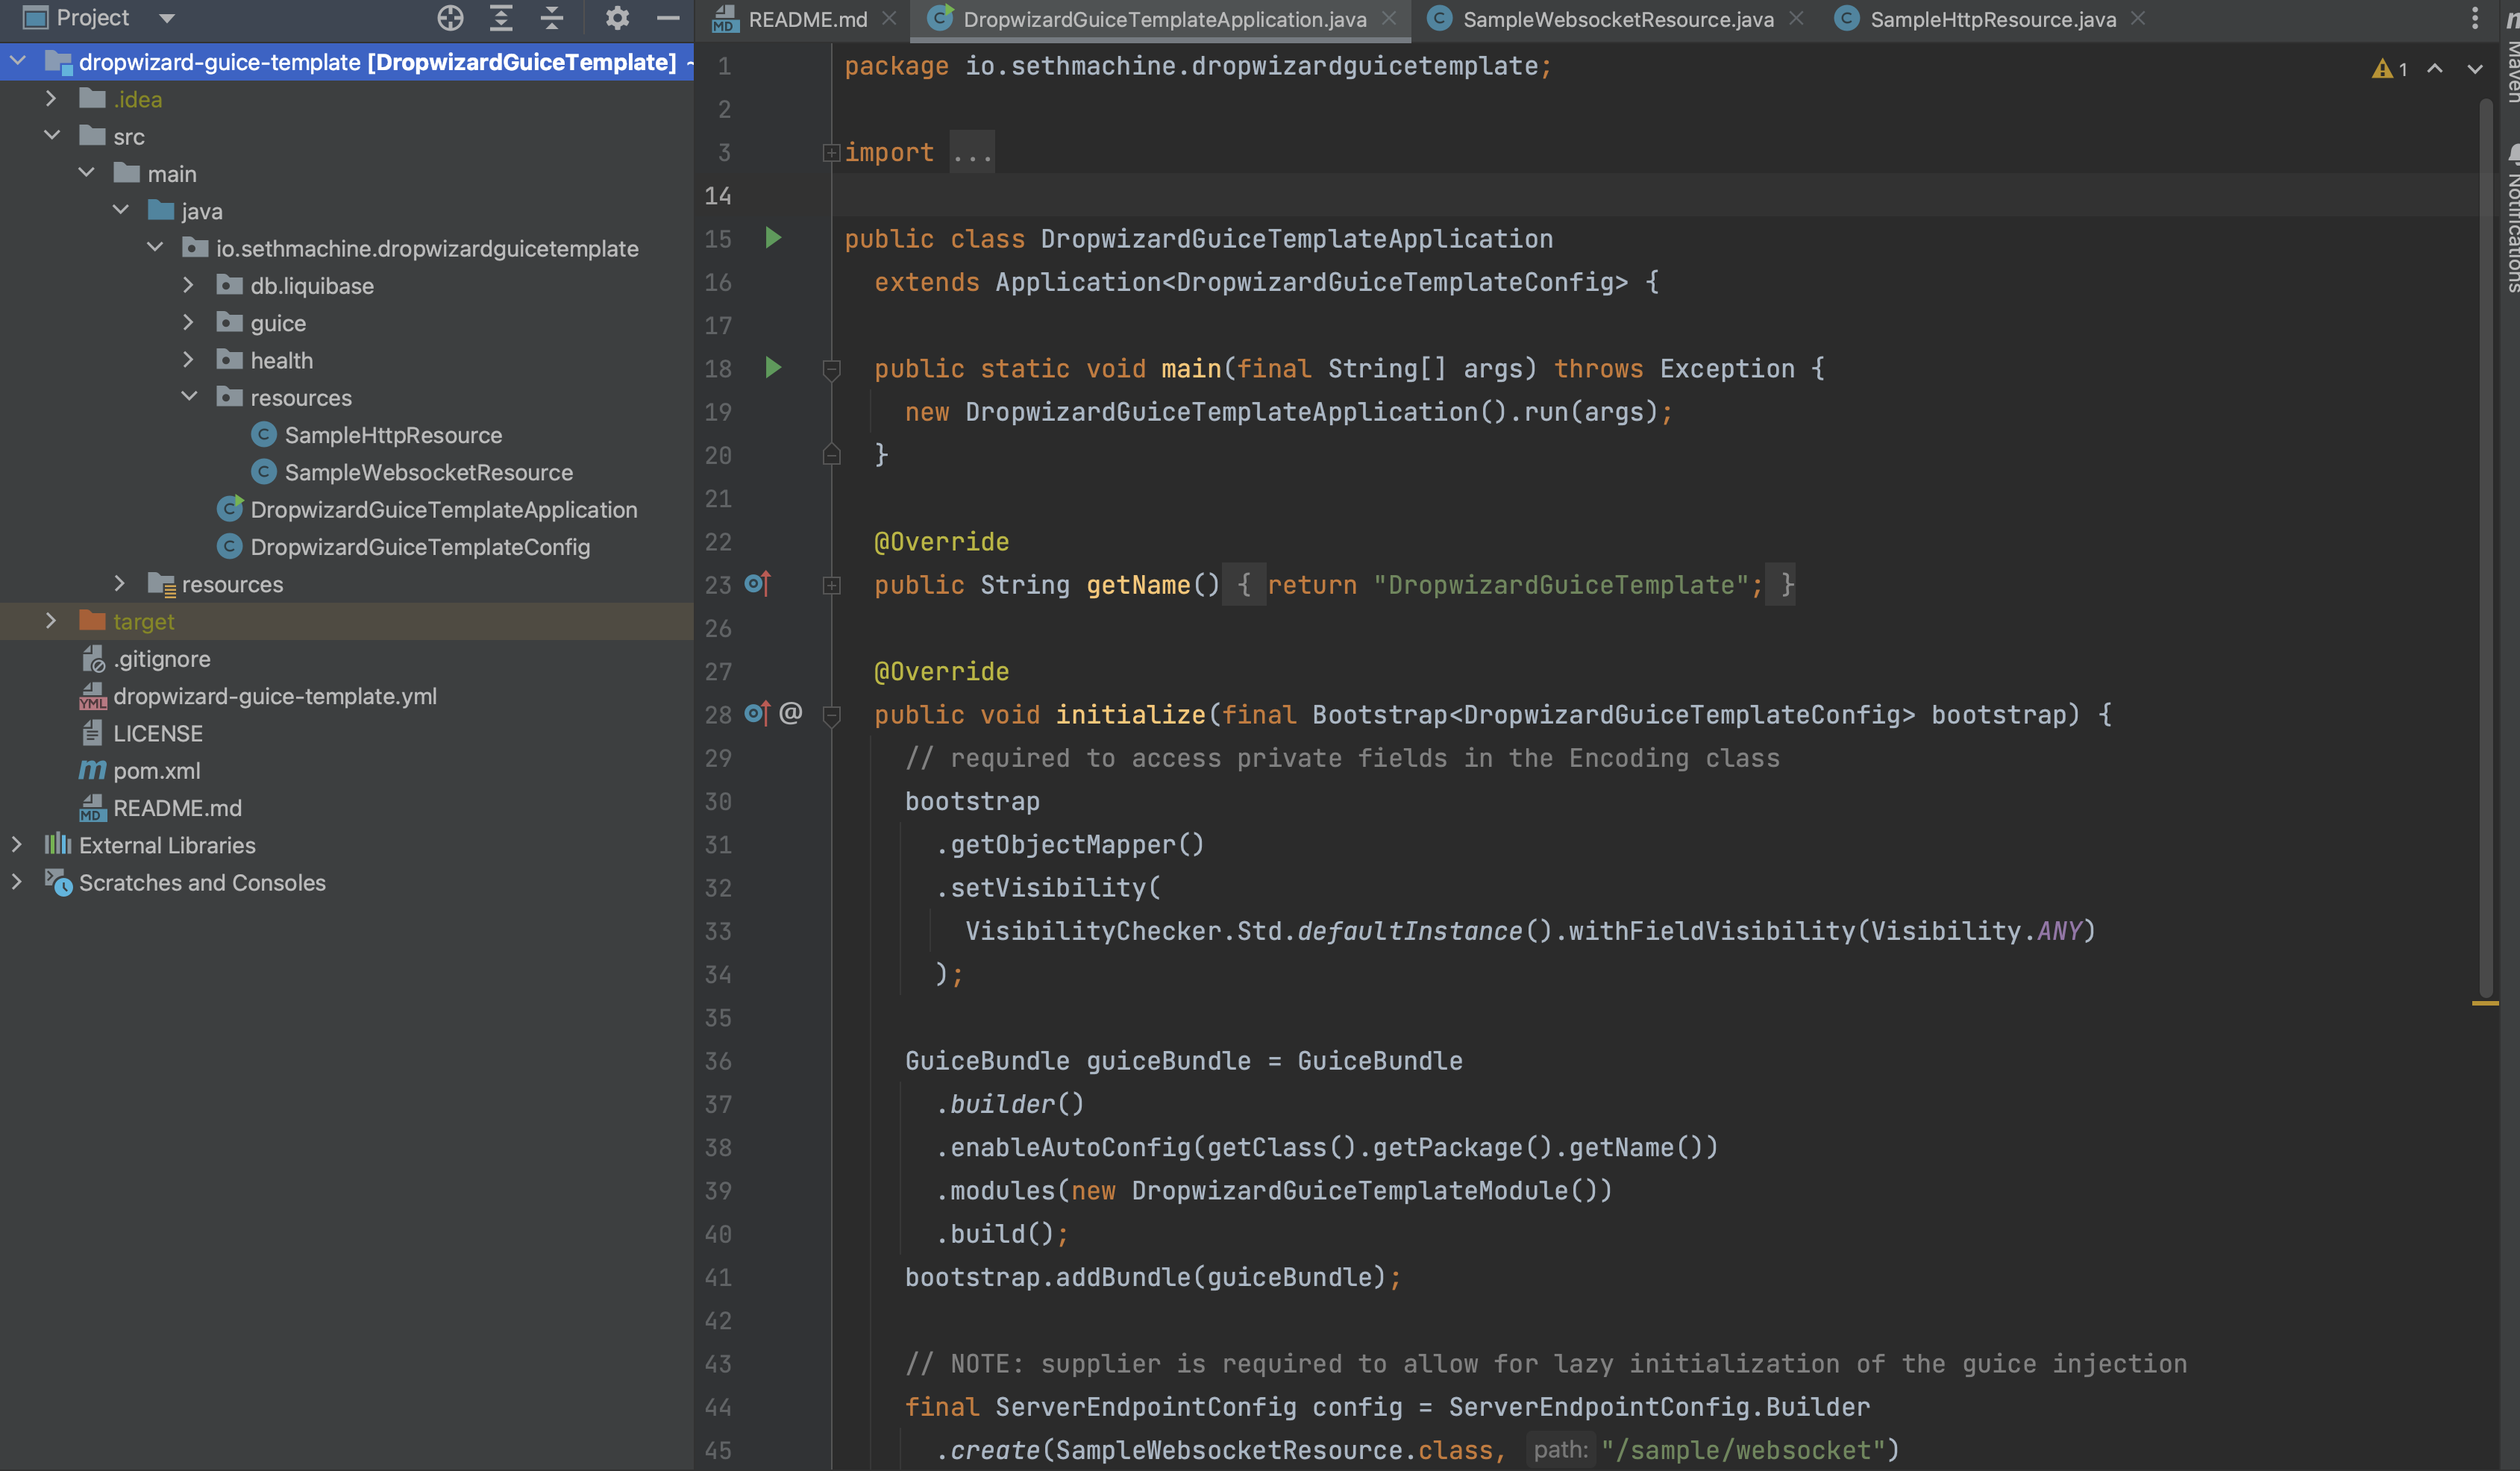 Project
dropwizard-guice-template [DropwizardGuiceTemplate] ~
.idea
src
main
java
io.sethmachine.dropwizardguicetemplate
db.liquibase
guice
health
resources
SampleHttpResource
SampleWebsocketResource
DropwizardGuiceTemplateApplication
DropwizardGuiceTemplateConfig
resources
target
.gitignore
dropwizard-guice-template.yml
LICENSE
pom.xml
README.md
External Libraries
Scratches and Consoles
README.md DropwizardGuiceTemplateApplication.java SampleWebsocketResource.java SampleHttpResource.java
1 package io.sethmachine.dropwizardguicetemplate;
2
3 import ...
14
15 public class DropwizardGuiceTemplateApplication
16 extends Application<DropwizardGuiceTemplateConfig> {
17
18 public static void main(final String[] args) throws Exception {
19 new DropwizardGuiceTemplateApplication().run(args);
20 }
21
22 @Override
23 public String getName() { return "DropwizardGuiceTemplate"; }
26
27 @Override
28 @ public void initialize(final Bootstrap<DropwizardGuiceTemplateConfig> bootstrap) {
29 // required to access private fields in the Encoding class
30 bootstrap
31 .getObjectMapper()
32 .setVisibility(
33 VisibilityChecker.Std.defaultInstance().withFieldVisibility(Visibility.ANY)
34 );
35
36 GuiceBundle guiceBundle = GuiceBundle
37 .builder()
38 .enableAutoConfig(getClass().getPackage().getName())
39 .modules(new DropwizardGuiceTemplateModule())
40 .build();
41 bootstrap.addBundle(guiceBundle);
42
43 // NOTE: supplier is required to allow for lazy initialization of the guice injection
44 final ServerEndpointConfig config = ServerEndpointConfig.Builder
45 .create(SampleWebsocketResource.class, path: "/sample/websocket")
1
Maven
Notifications